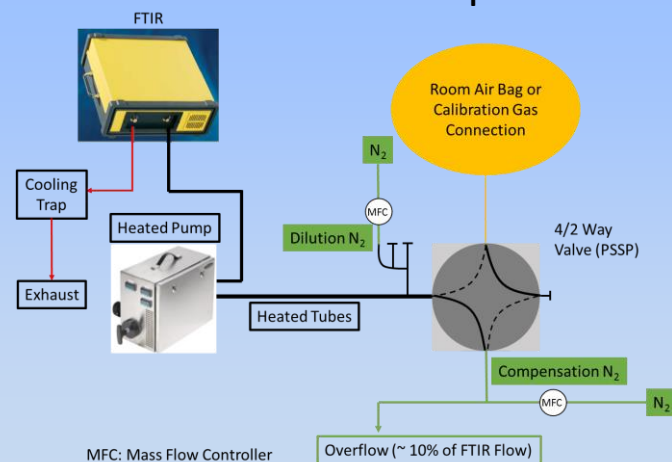 FTIR
Room Air Bag or
Calibration Gas
Connection
N₂
MFC
Dilution N₂
Cooling
Trap
Heated Pump
4/2 Way
Valve (PSSP)
Exhaust
Heated Tubes
Compensation N₂
MFC
N₂
MFC: Mass Flow Controller
Overflow (~ 10% of FTIR Flow)